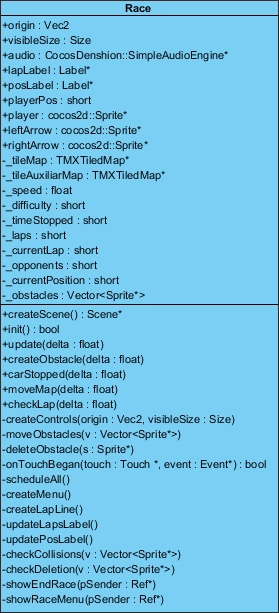 Race
+origin : Vec2
+visibleSize : Size
+audio : CocosDenshion::SimpleAudioEngine*
+lapLabel : Label*
+posLabel : Label*
+playerPos : short
+player : cocos2d::Sprite*
+leftArrow : cocos2d::Sprite*
+rightArrow : cocos2d::Sprite*
-_tileMap : TMXTiledMap*
-_tileAuxiliarMap : TMXTiledMap*
-_speed : float
-_difficulty : short
-_timeStopped : short
-_laps : short
-_currentLap : short
-_opponents : short
-_currentPosition : short
-_obstacles : Vector<Sprite*>
+createScene() : Scene*
+init() : bool
+update(delta : float)
+createObstacle(delta : float)
+carStopped(delta : float)
+moveMap(delta : float)
+checkLap(delta : float)
-createControls(origin : Vec2, visibleSize : Size)
-moveObstacles(v : Vector<Sprite*>)
-deleteObstacle(s : Sprite*)
-onTouchBegan(touch : Touch *, event : Event*) : bool
-scheduleAll()
-createMenu()
-createLapLine()
-updateLapsLabel()
-updatePosLabel()
-checkCollisions(v : Vector<Sprite*>)
-checkDeletion(v : Vector<Sprite*>)
-showEndRace(pSender : Ref*)
-showRaceMenu(pSender : Ref*)